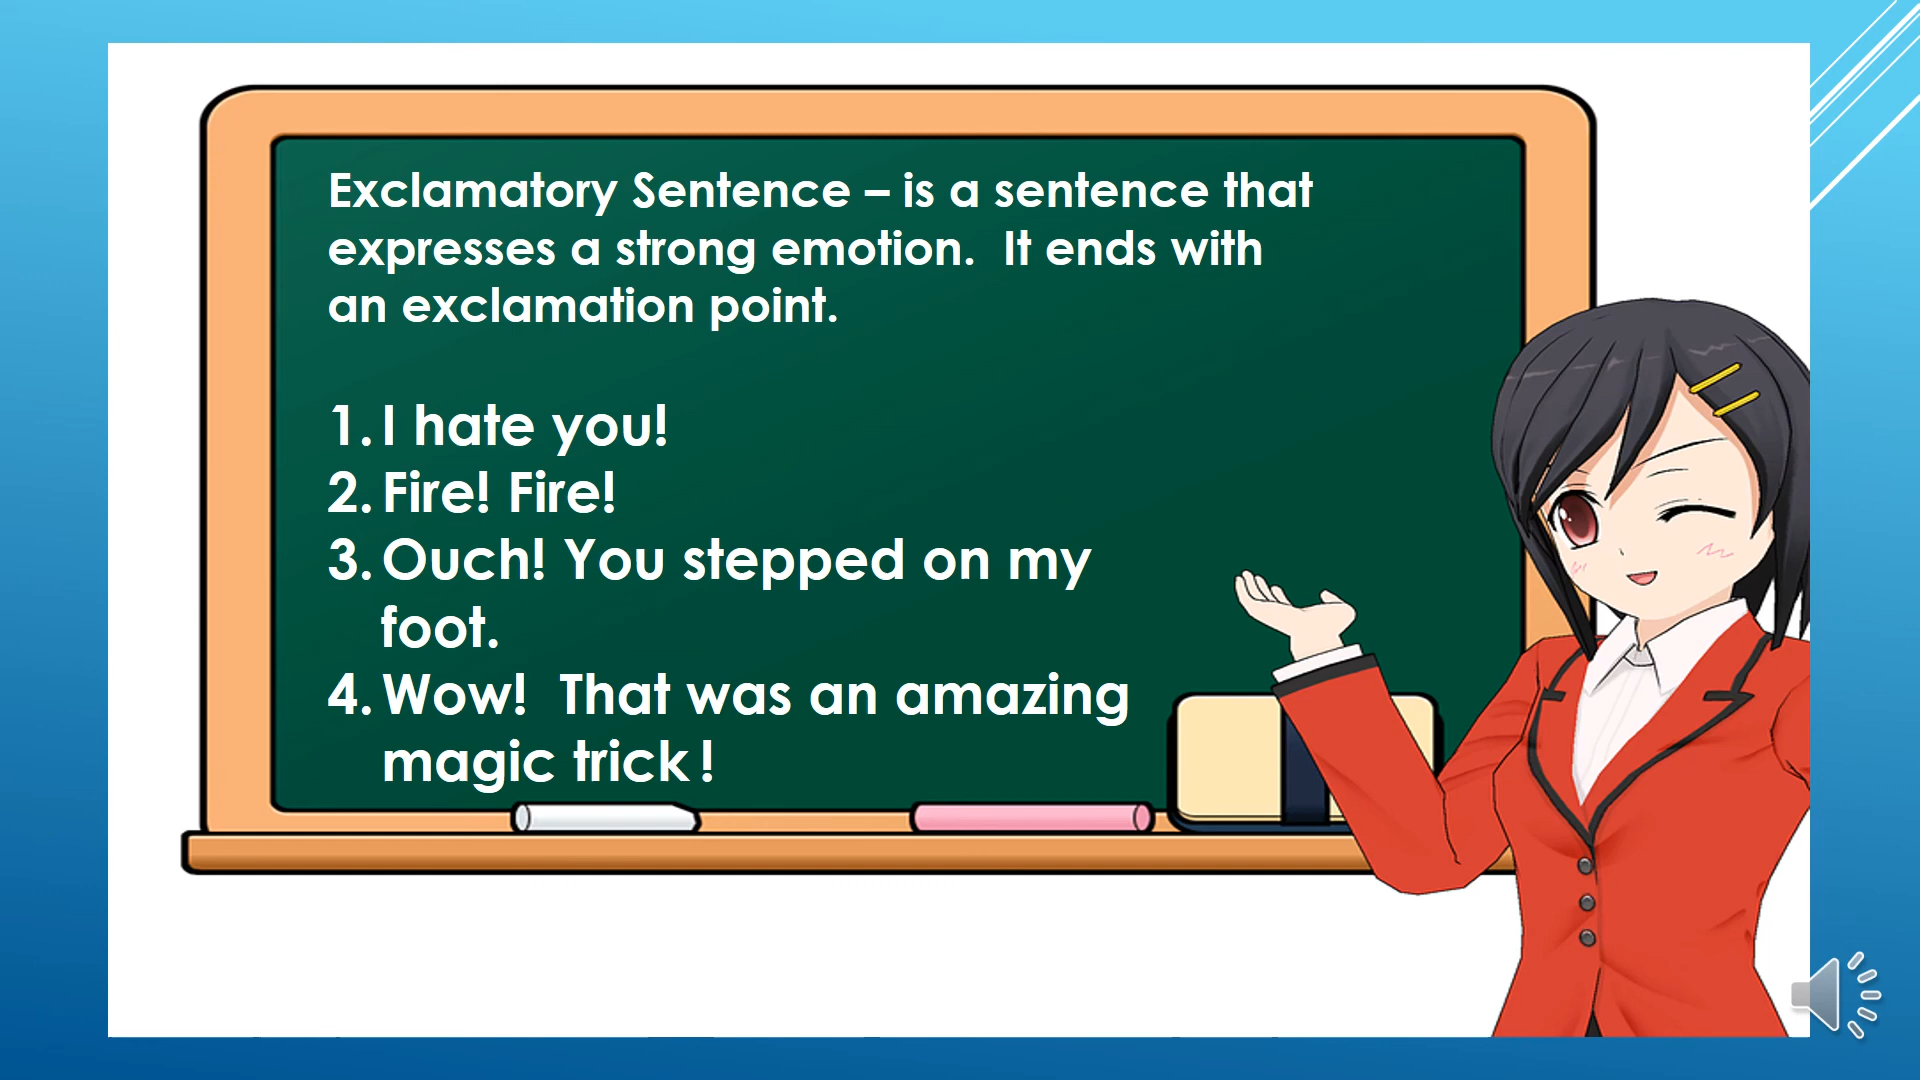 Exclamatory Sentence – is a sentence that
expresses a strong emotion.  It ends with
an exclamation point.
1. I hate you!
2. Fire! Fire!
3. Ouch! You stepped on my
foot.
4. Wow!  That was an amazing
magic trick !